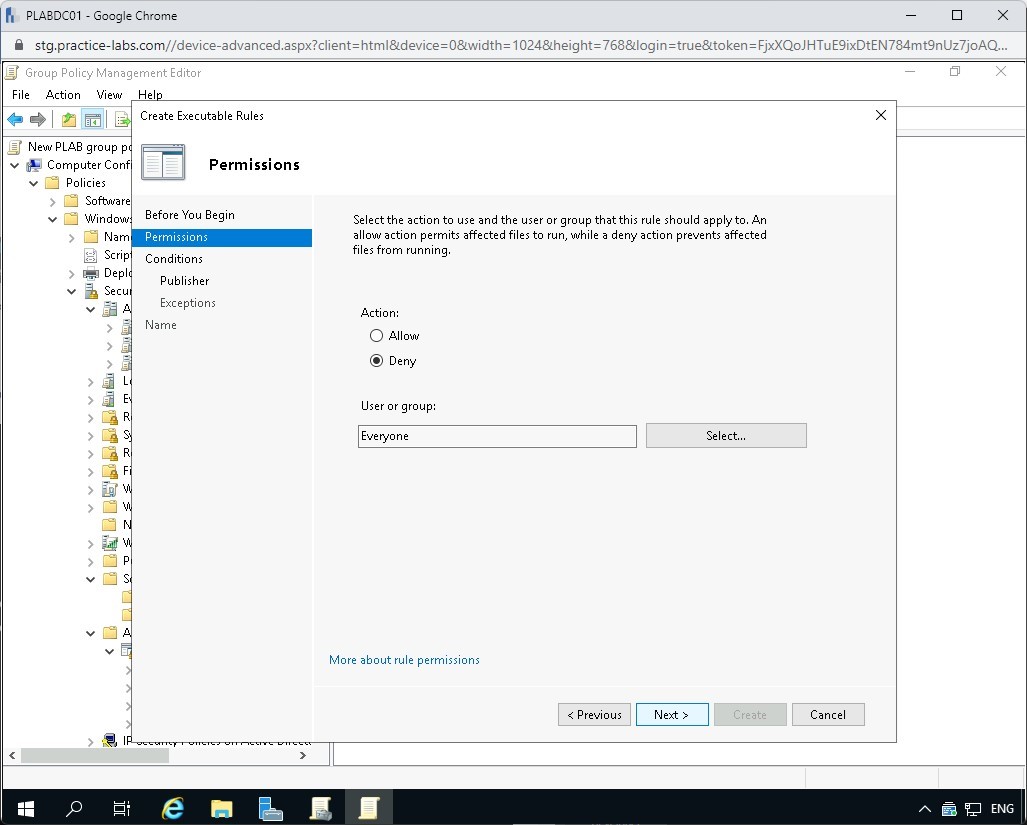 PLABDC01 - Google Chrome
stg.practice-labs.com//device-advanced.aspx?client=html&device=0&width=1024&height=768&login=true&token=FjxXQoJHTuE9ixDtEN784mt9nUz7joAQ...
Group Policy Management Editor
File Action View Help
Create Executable Rules
Permissions
New PLAB group po
Computer Conf
Policies
Software
Windows
Name
Script
Deplo
Secu
Before You Begin
Permissions
Conditions
Publisher
Exceptions
Name
Select the action to use and the user or group that this rule should apply to. An
allow action permits affected files to run, while a deny action prevents affected
files from running.
Action:
Allow
Deny
User or group:
Everyone
Select...
More about rule permissions
< Previous
Next >
Create
Cancel
A
Lo
Ev
R
Sy
R
Fi
W
W
N
W
P
So
A
IP Security Policies on Active Direct
ENG